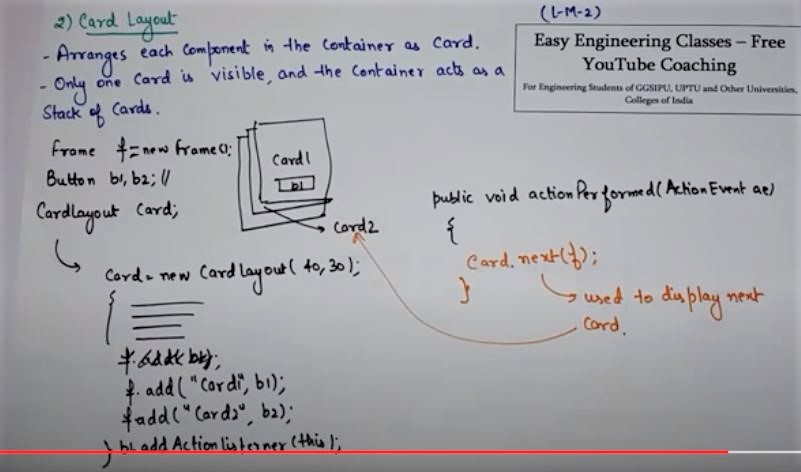 2) Card Layout
- Arranges each Component in the Container as Card.
- Only one Card is visible, and the Container acts as a
Stack of Cards.
Frame f = new Frame();
Button b1, b2; //
CardLayout Card;
Card = new CardLayout( 40, 30);
{
f.add(
f. add( "Card1", b1);
f.add( "Card2", b2);
} b1.add Action listerner (this);
Card1
b1
Card2
(L-M-2)
Easy Engineering Classes – Free
YouTube Coaching
For Engineering Students of GGSIPU, UPTU and Other Universities,
Colleges of India
public void actionPerformed( ActionEvent ae)
{
Card. next(f);
}
used to display next
Card.